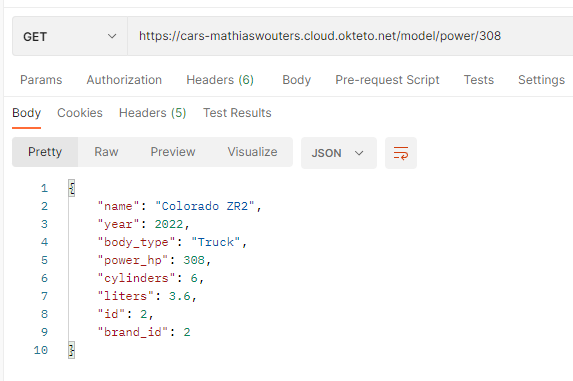 GET https://cars-mathiaswouters.cloud.okteto.net/model/power/308
Params Authorization Headers (6) Body Pre-request Script Tests Settings
Body Cookies Headers (5) Test Results
Pretty Raw Preview Visualize JSON
1 {
2 "name": "Colorado ZR2",
3 "year": 2022,
4 "body_type": "Truck",
5 "power_hp": 308,
6 "cylinders": 6,
7 "liters": 3.6,
8 "id": 2,
9 "brand_id": 2
10 }